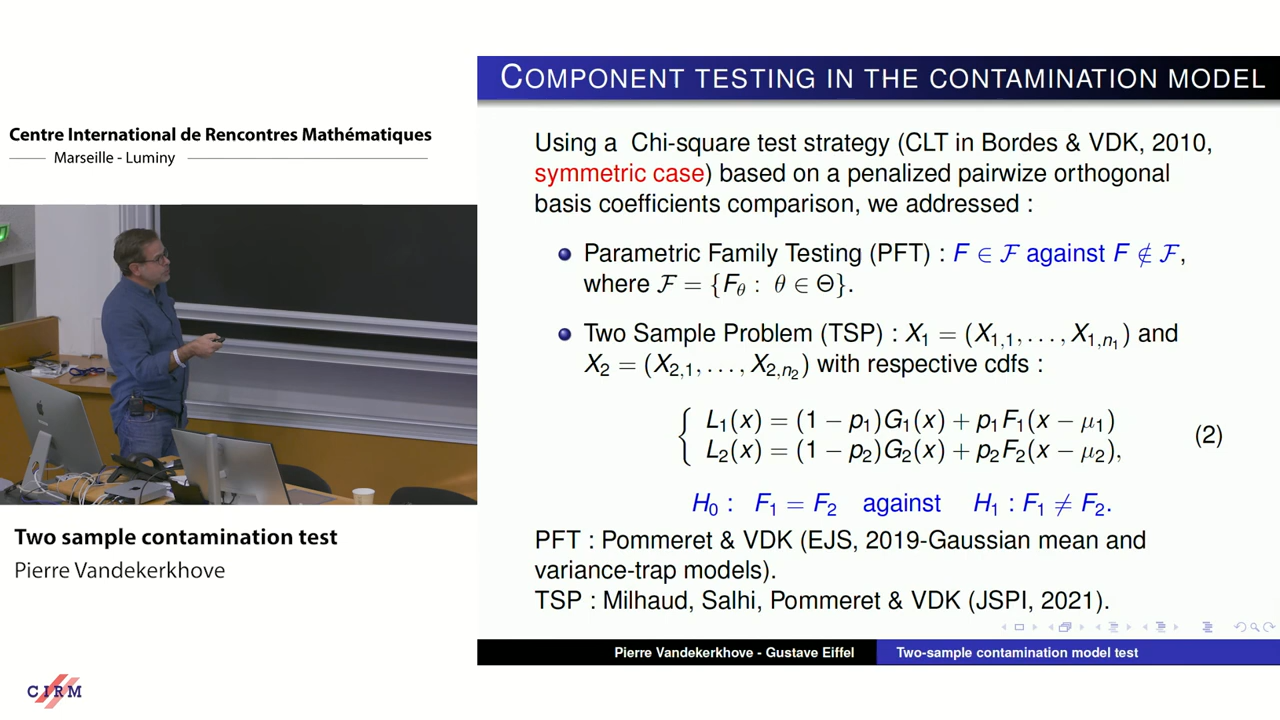 Centre International de Rencontres Mathématiques
Marseille - Luminy
Two sample contamination test
Pierre Vandekerkhove
CIRM
COMPONENT TESTING IN THE CONTAMINATION MODEL
Using a Chi-square test strategy (CLT in Bordes & VDK, 2010,
symmetric case) based on a penalized pairwize orthogonal
basis coefficients comparison, we addressed :
Parametric Family Testing (PFT) : F ∈ ℱ against F ∉ ℱ,
where ℱ = {F_θ : θ ∈ Θ}.
Two Sample Problem (TSP) : X_1 = (X_{1,1}, . . . , X_{1,n_1}) and
X_2 = (X_{2,1}, . . . , X_{2,n_2}) with respective cdfs :
L_1(x) = (1 − p_1)G_1(x) + p_1F_1(x − μ_1)
L_2(x) = (1 − p_2)G_2(x) + p_2F_2(x − μ_2),
(2)
H_0 : F_1 = F_2 against H_1 : F_1 ≠ F_2.
PFT : Pommeret & VDK (EJS, 2019-Gaussian mean and
variance-trap models).
TSP : Milhaud, Salhi, Pommeret & VDK (JSPI, 2021).
Pierre Vandekerkhove - Gustave Eiffel
Two-sample contamination model test